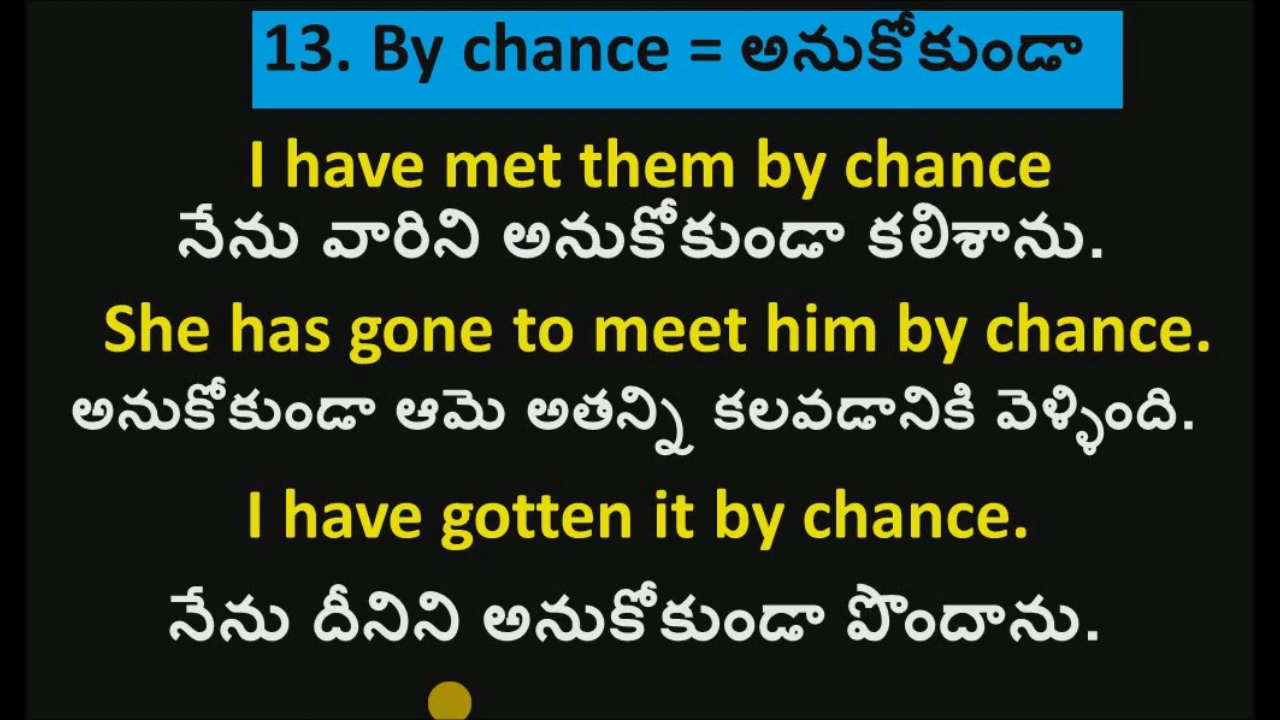 13. By chance = అనుకోకుండా
I have met them by chance
నేను వారిని అనుకోకుండా కలిశాను.
She has gone to meet him by chance.
అనుకోకుండా ఆమె అతన్ని కలవడానికి వెళ్ళింది.
I have gotten it by chance.
నేను దీనిని అనుకోకుండా పొందాను.